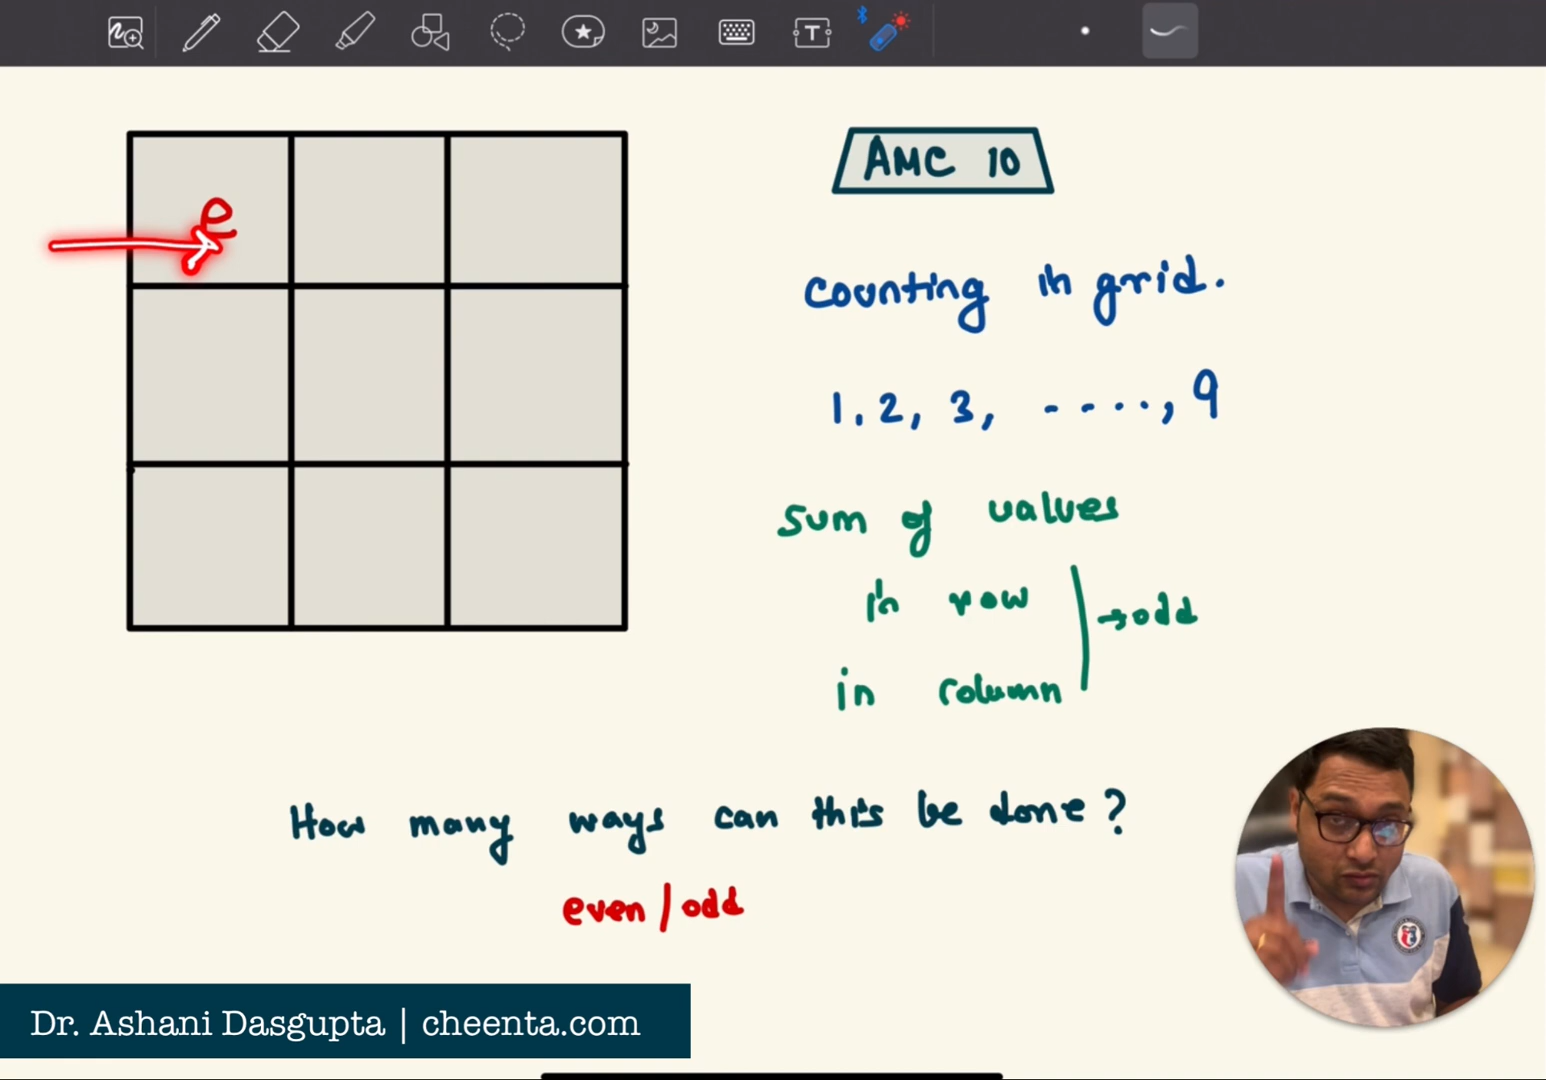 e
AMC 10
Counting in grid.
1, 2, 3, - - - · · , 9
Sum of values
in row
→ odd
in column
How many ways can this be done?
even / odd
Dr. Ashani Dasgupta | cheenta.com